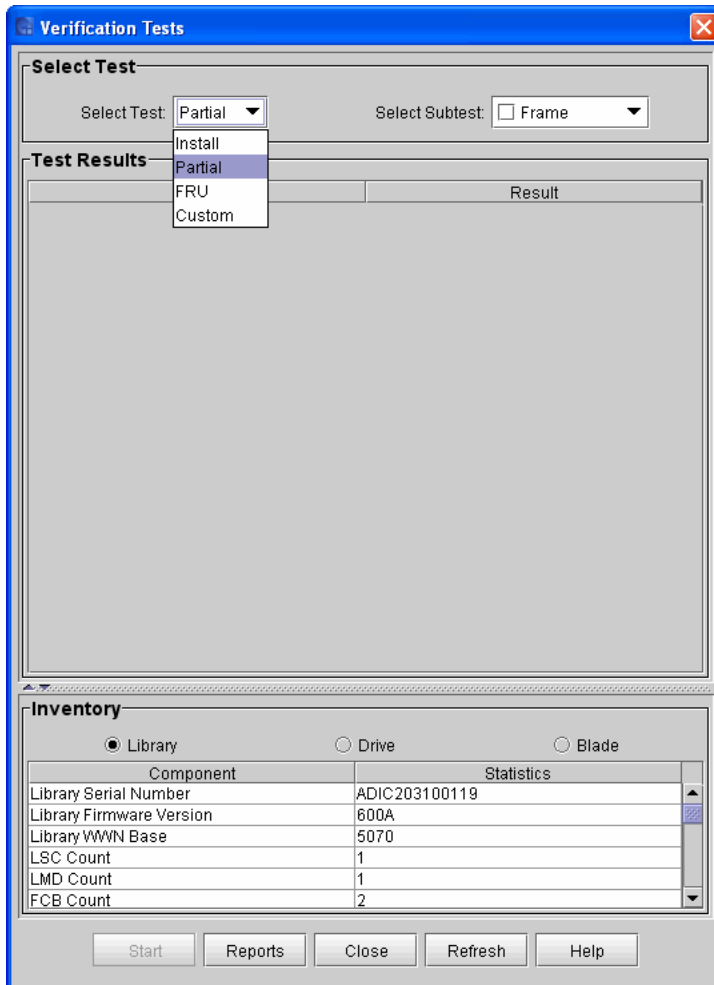 Verification Tests
Select Test
Select Test: Partial
Select Subtest: Frame
Install
Partial
FRU
Custom
Test Results
Result
Inventory
Library Drive Blade
Component Statistics
Library Serial Number ADIC203100119
Library Firmware Version 600A
Library WWN Base 5070
LSC Count 1
LMD Count 1
FCB Count 2
Start Reports Close Refresh Help